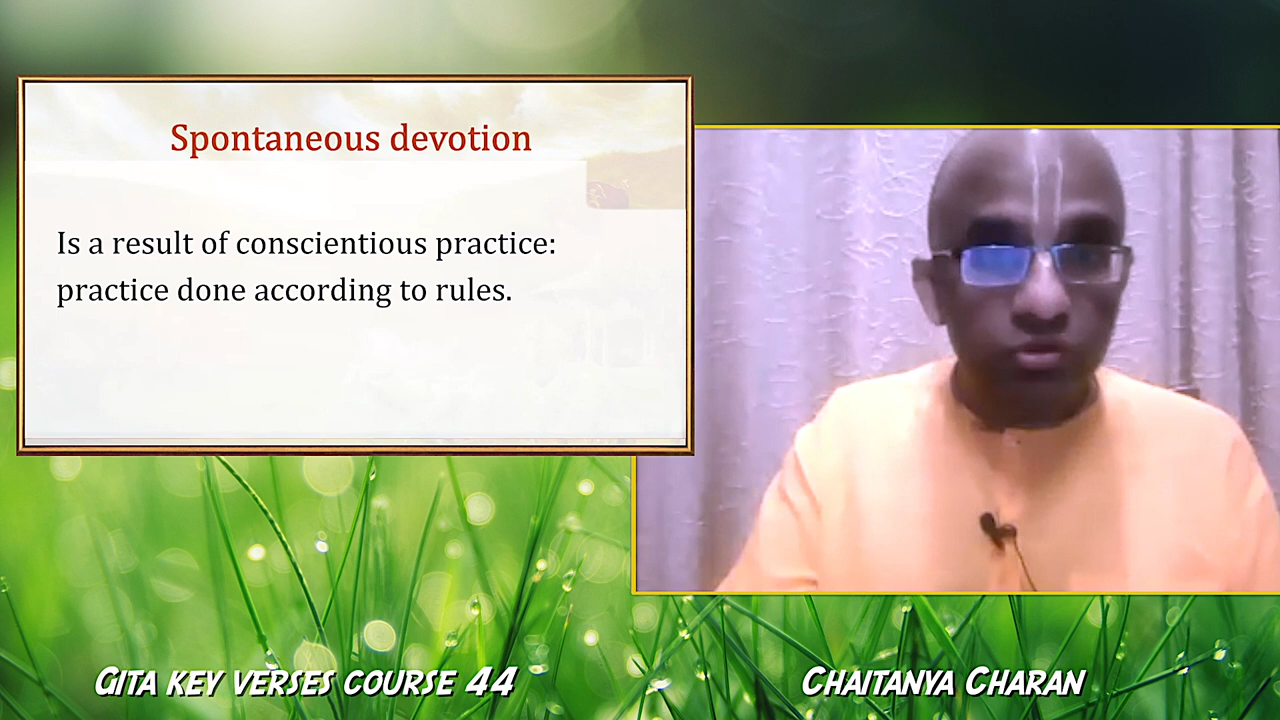 Spontaneous devotion
Is a result of conscientious practice:
practice done according to rules.
GITA KEY VERSES COURSE 44
CHAITANYA CHARAN